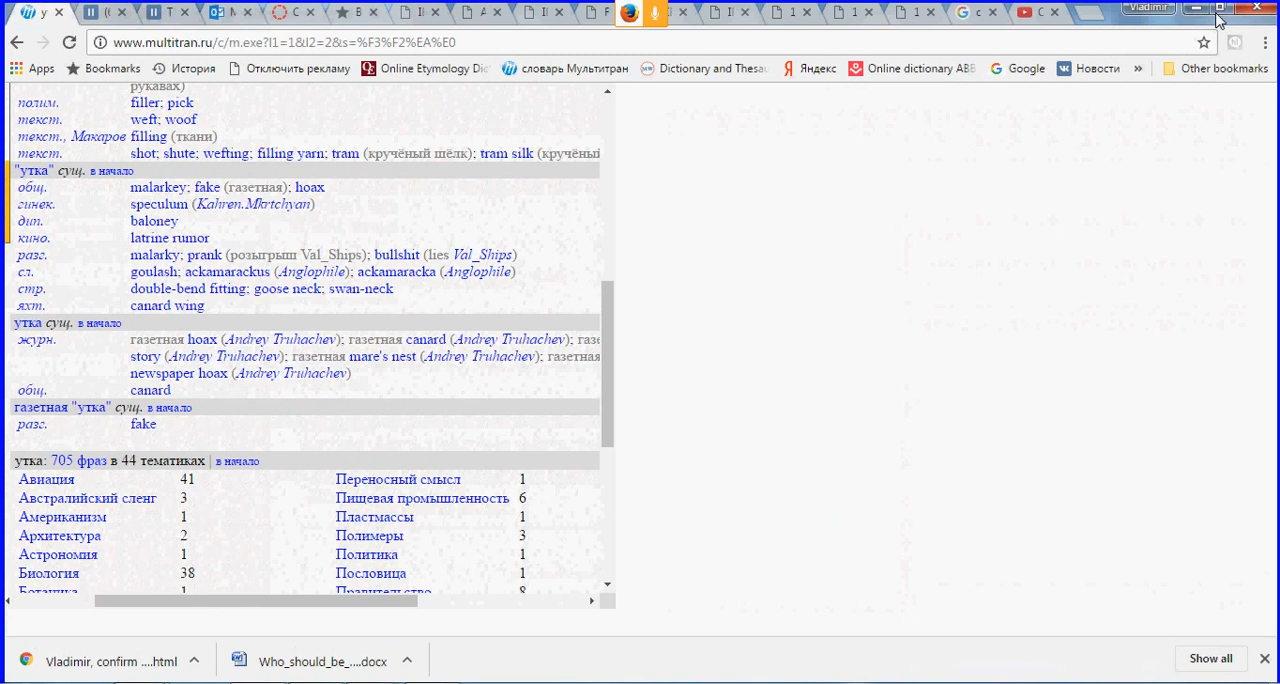 Vladimir
www.multitran.ru/c/m.exe?l1=1&l2=2&s=%F3%F2%EA%E0
Apps Bookmarks История Отключить рекламу Online Etymology Dic словарь Мультитран Dictionary and Thesau Яндекс Online dictionary ABB Google Новости » Other bookmarks
рукавах)
полим. filler; pick
текст. weft; woof
текст., Макаров filling (ткани)
текст. shot; shute; wefting; filling yarn; tram (кручёный шёлк); tram silk (кручёный
"утка" сущ. в начало
общ. malarkey; fake (газетная); hoax
гинек. speculum (Kahren.Mkrtchyan)
дип. baloney
кино. latrine rumor
разг. malarky; prank (розыгрыш Val_Ships); bullshit (lies Val_Ships)
сл. goulash; ackamarackus (Anglophile); ackamaracka (Anglophile)
стр. double-bend fitting; goose neck; swan-neck
яхт. canard wing
утка сущ. в начало
журн. газетная hoax (Andrey Truhachev); газетная canard (Andrey Truhachev); газе
story (Andrey Truhachev); газетная mare's nest (Andrey Truhachev); газетная
newspaper hoax (Andrey Truhachev)
общ. canard
газетная "утка" сущ. в начало
разг. fake
утка: 705 фраз в 44 тематиках | в начало
Авиация 41 Переносный смысл 1
Австралийский сленг 3 Пищевая промышленность 6
Американизм 1 Пластмассы 1
Архитектура 2 Полимеры 3
Астрономия 1 Политика 1
Биология 38 Пословица 1
Ботаника 1 Правительство 8
Vladimir, confirm ....html Who_should_be_....docx Show all